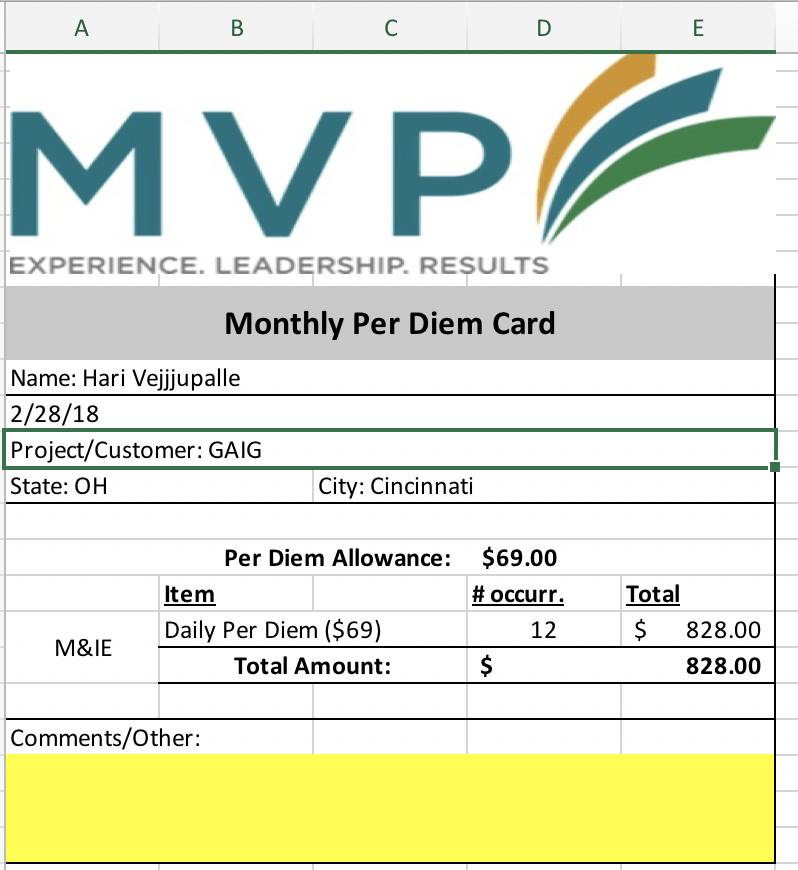 A B C D E
MVP
EXPERIENCE. LEADERSHIP. RESULTS
Monthly Per Diem Card
Name: Hari Vejjjupalle
2/28/18
Project/Customer: GAIG
State: OH City: Cincinnati
Per Diem Allowance: $69.00
Item # occurr. Total
M&IE
Daily Per Diem ($69) 12 $ 828.00
Total Amount: $ 828.00
Comments/Other: